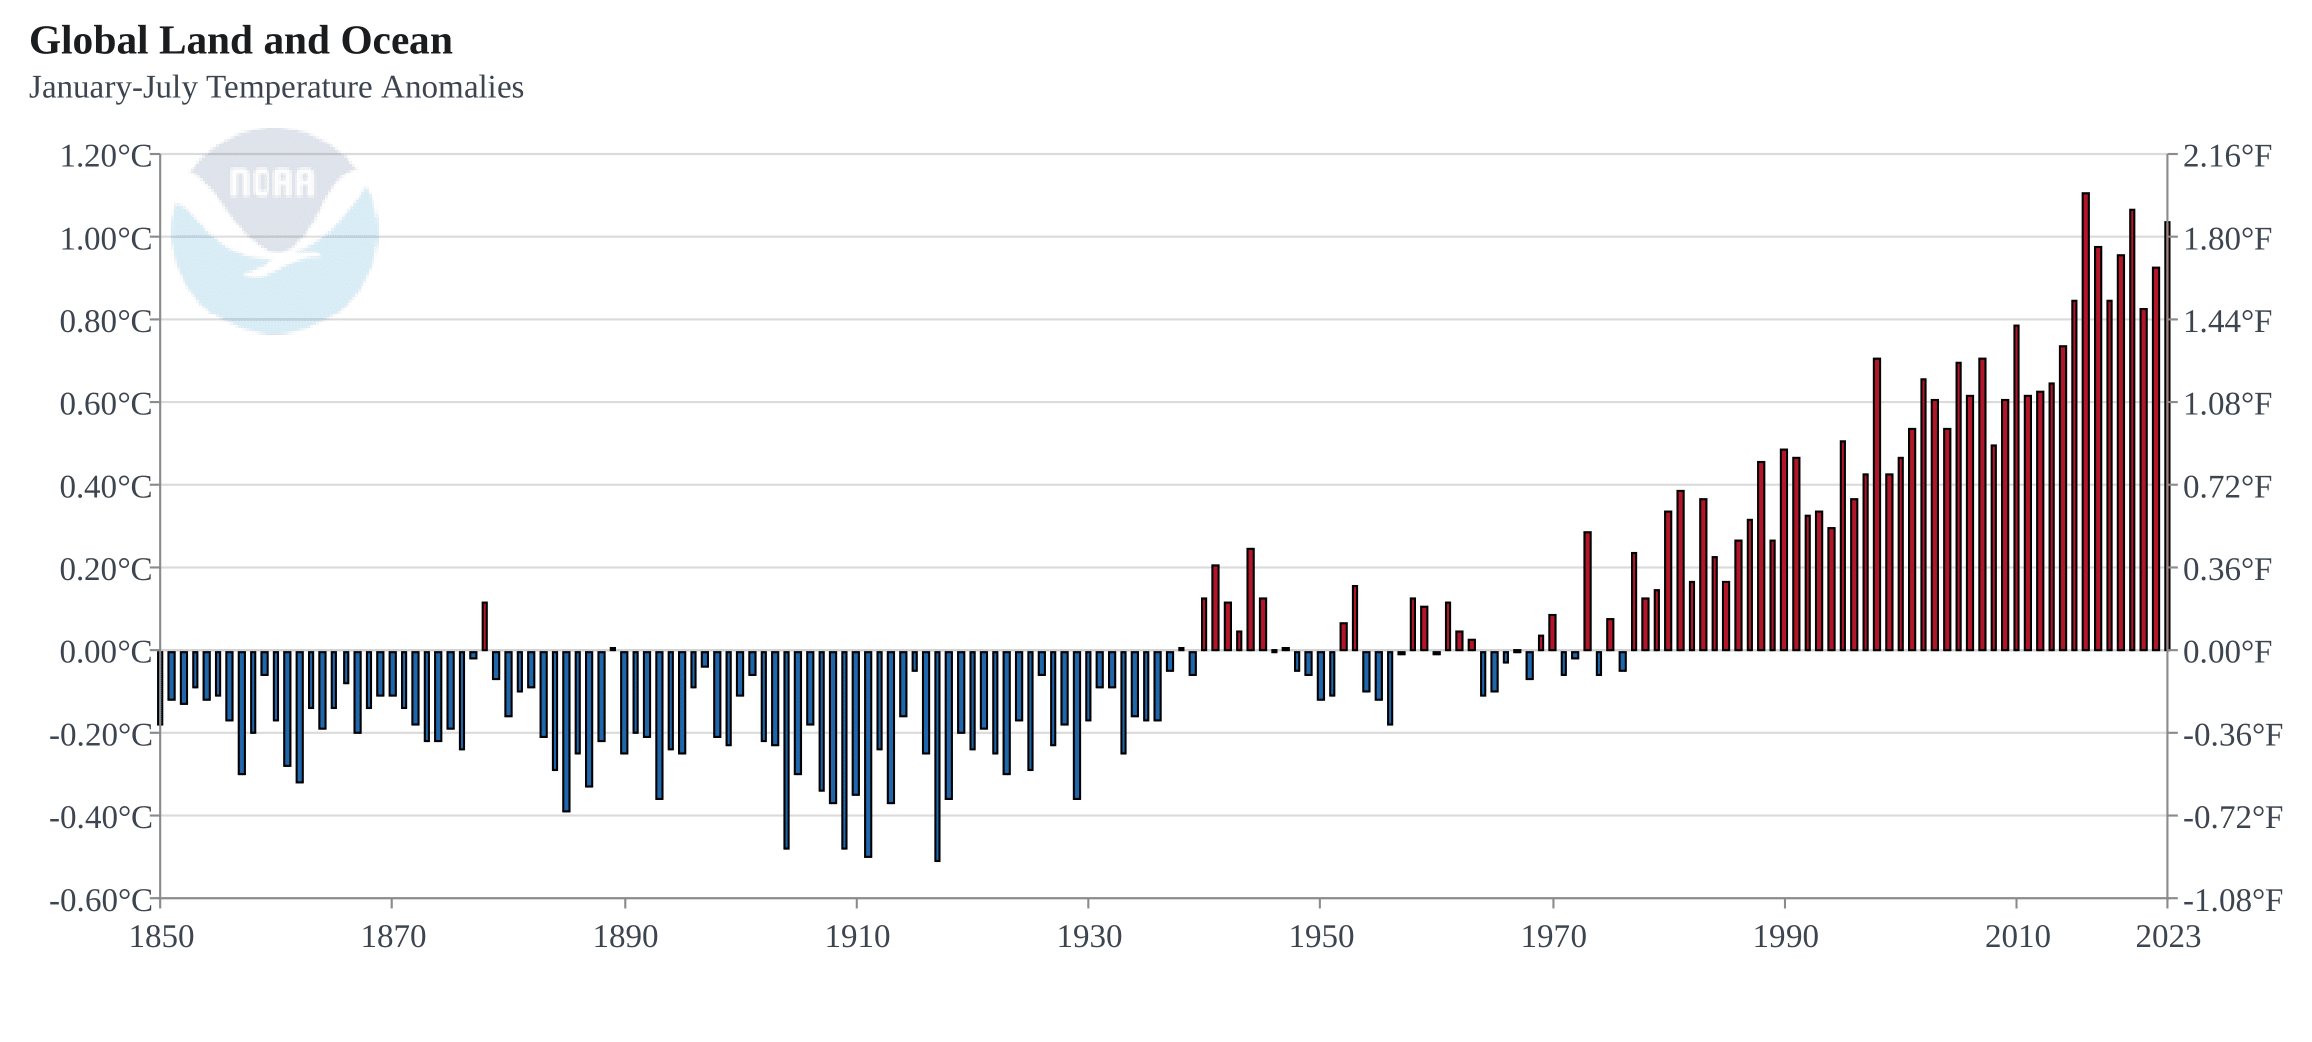 Global Land and Ocean
January-July Temperature Anomalies
NOAA
1.20°C 2.16°F
1.00°C 1.80°F
0.80°C 1.44°F
0.60°C 1.08°F
0.40°C 0.72°F
0.20°C 0.36°F
0.00°C 0.00°F
-0.20°C -0.36°F
-0.40°C -0.72°F
-0.60°C -1.08°F
1850 1870 1890 1910 1930 1950 1970 1990 2010 2023